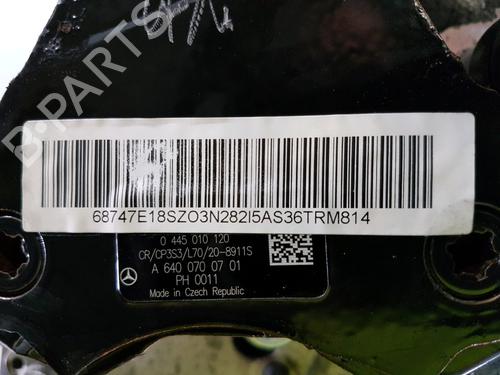 B-PARTS
68747E18SZO3N282I5AS36TRM814
0 445 010 120
CR/CP3S3/L70/20-8911S
A 640 070 07 01
PH 0011
Made in Czech Republic